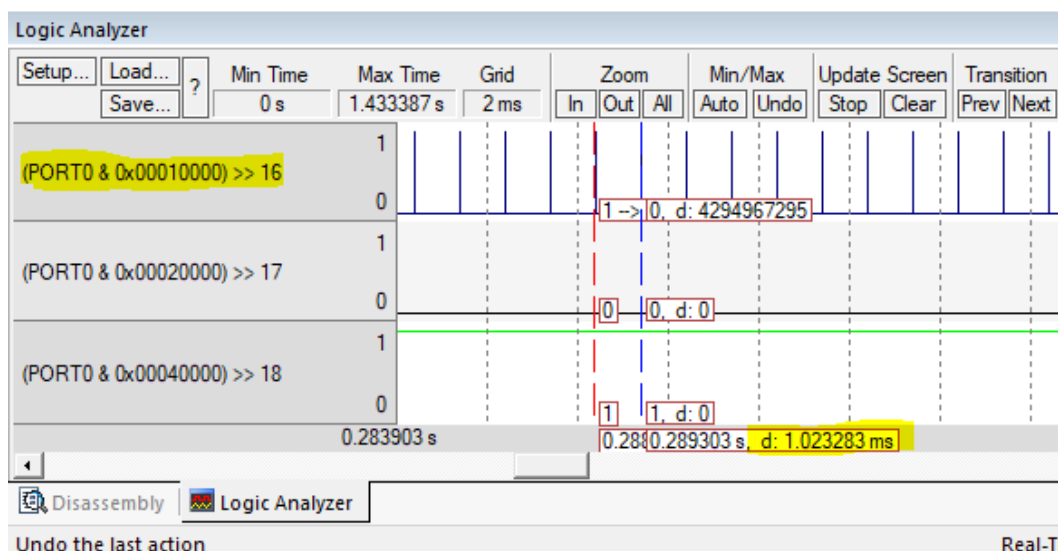 Logic Analyzer
Setup... Load... ? Min Time Max Time Grid Zoom Min/Max Update Screen Transition
Save... 0 s 1.433387 s 2 ms In Out All Auto Undo Stop Clear Prev Next
1
(PORT0 & 0x00010000) >> 16
0
1 --> 0, d: 4294967295
1
(PORT0 & 0x00020000) >> 17
0
0 0, d: 0
1
(PORT0 & 0x00040000) >> 18
0
1 1, d: 0
0.283903 s 0.288 0.289303 s, d: 1.023283 ms
Disassembly Logic Analyzer
Undo the last action Real-T